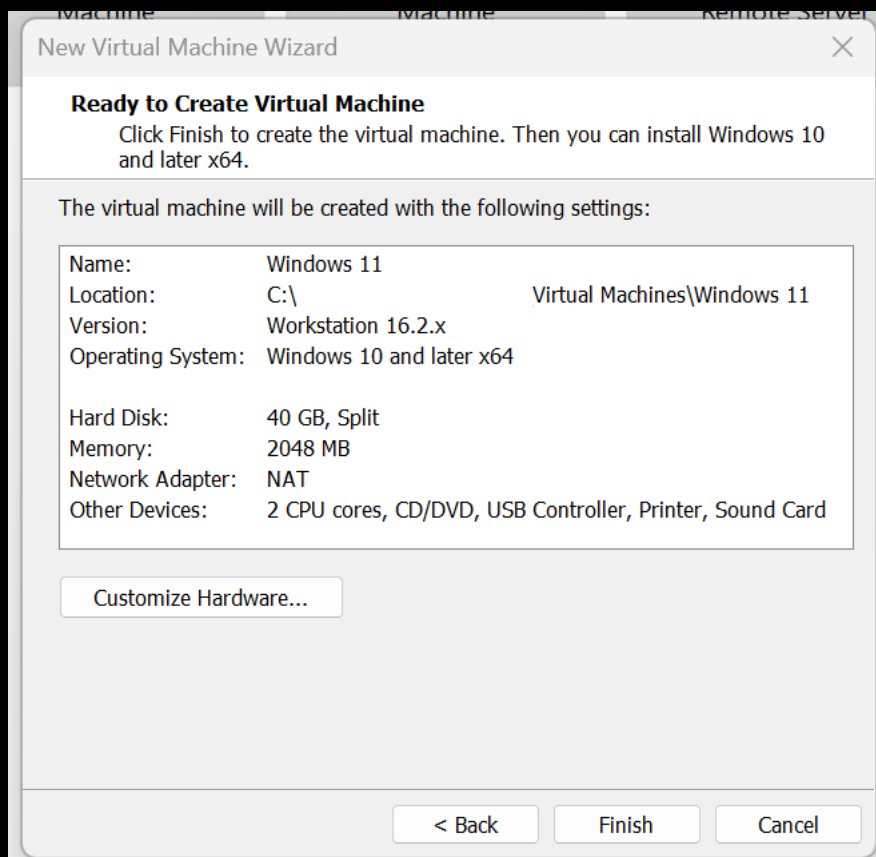 Machine Machine Remote Server
New Virtual Machine Wizard
Ready to Create Virtual Machine
Click Finish to create the virtual machine. Then you can install Windows 10
and later x64.
The virtual machine will be created with the following settings:
Name: Windows 11
Location: C:\ Virtual Machines\Windows 11
Version: Workstation 16.2.x
Operating System: Windows 10 and later x64
Hard Disk: 40 GB, Split
Memory: 2048 MB
Network Adapter: NAT
Other Devices: 2 CPU cores, CD/DVD, USB Controller, Printer, Sound Card
Customize Hardware...
< Back Finish Cancel